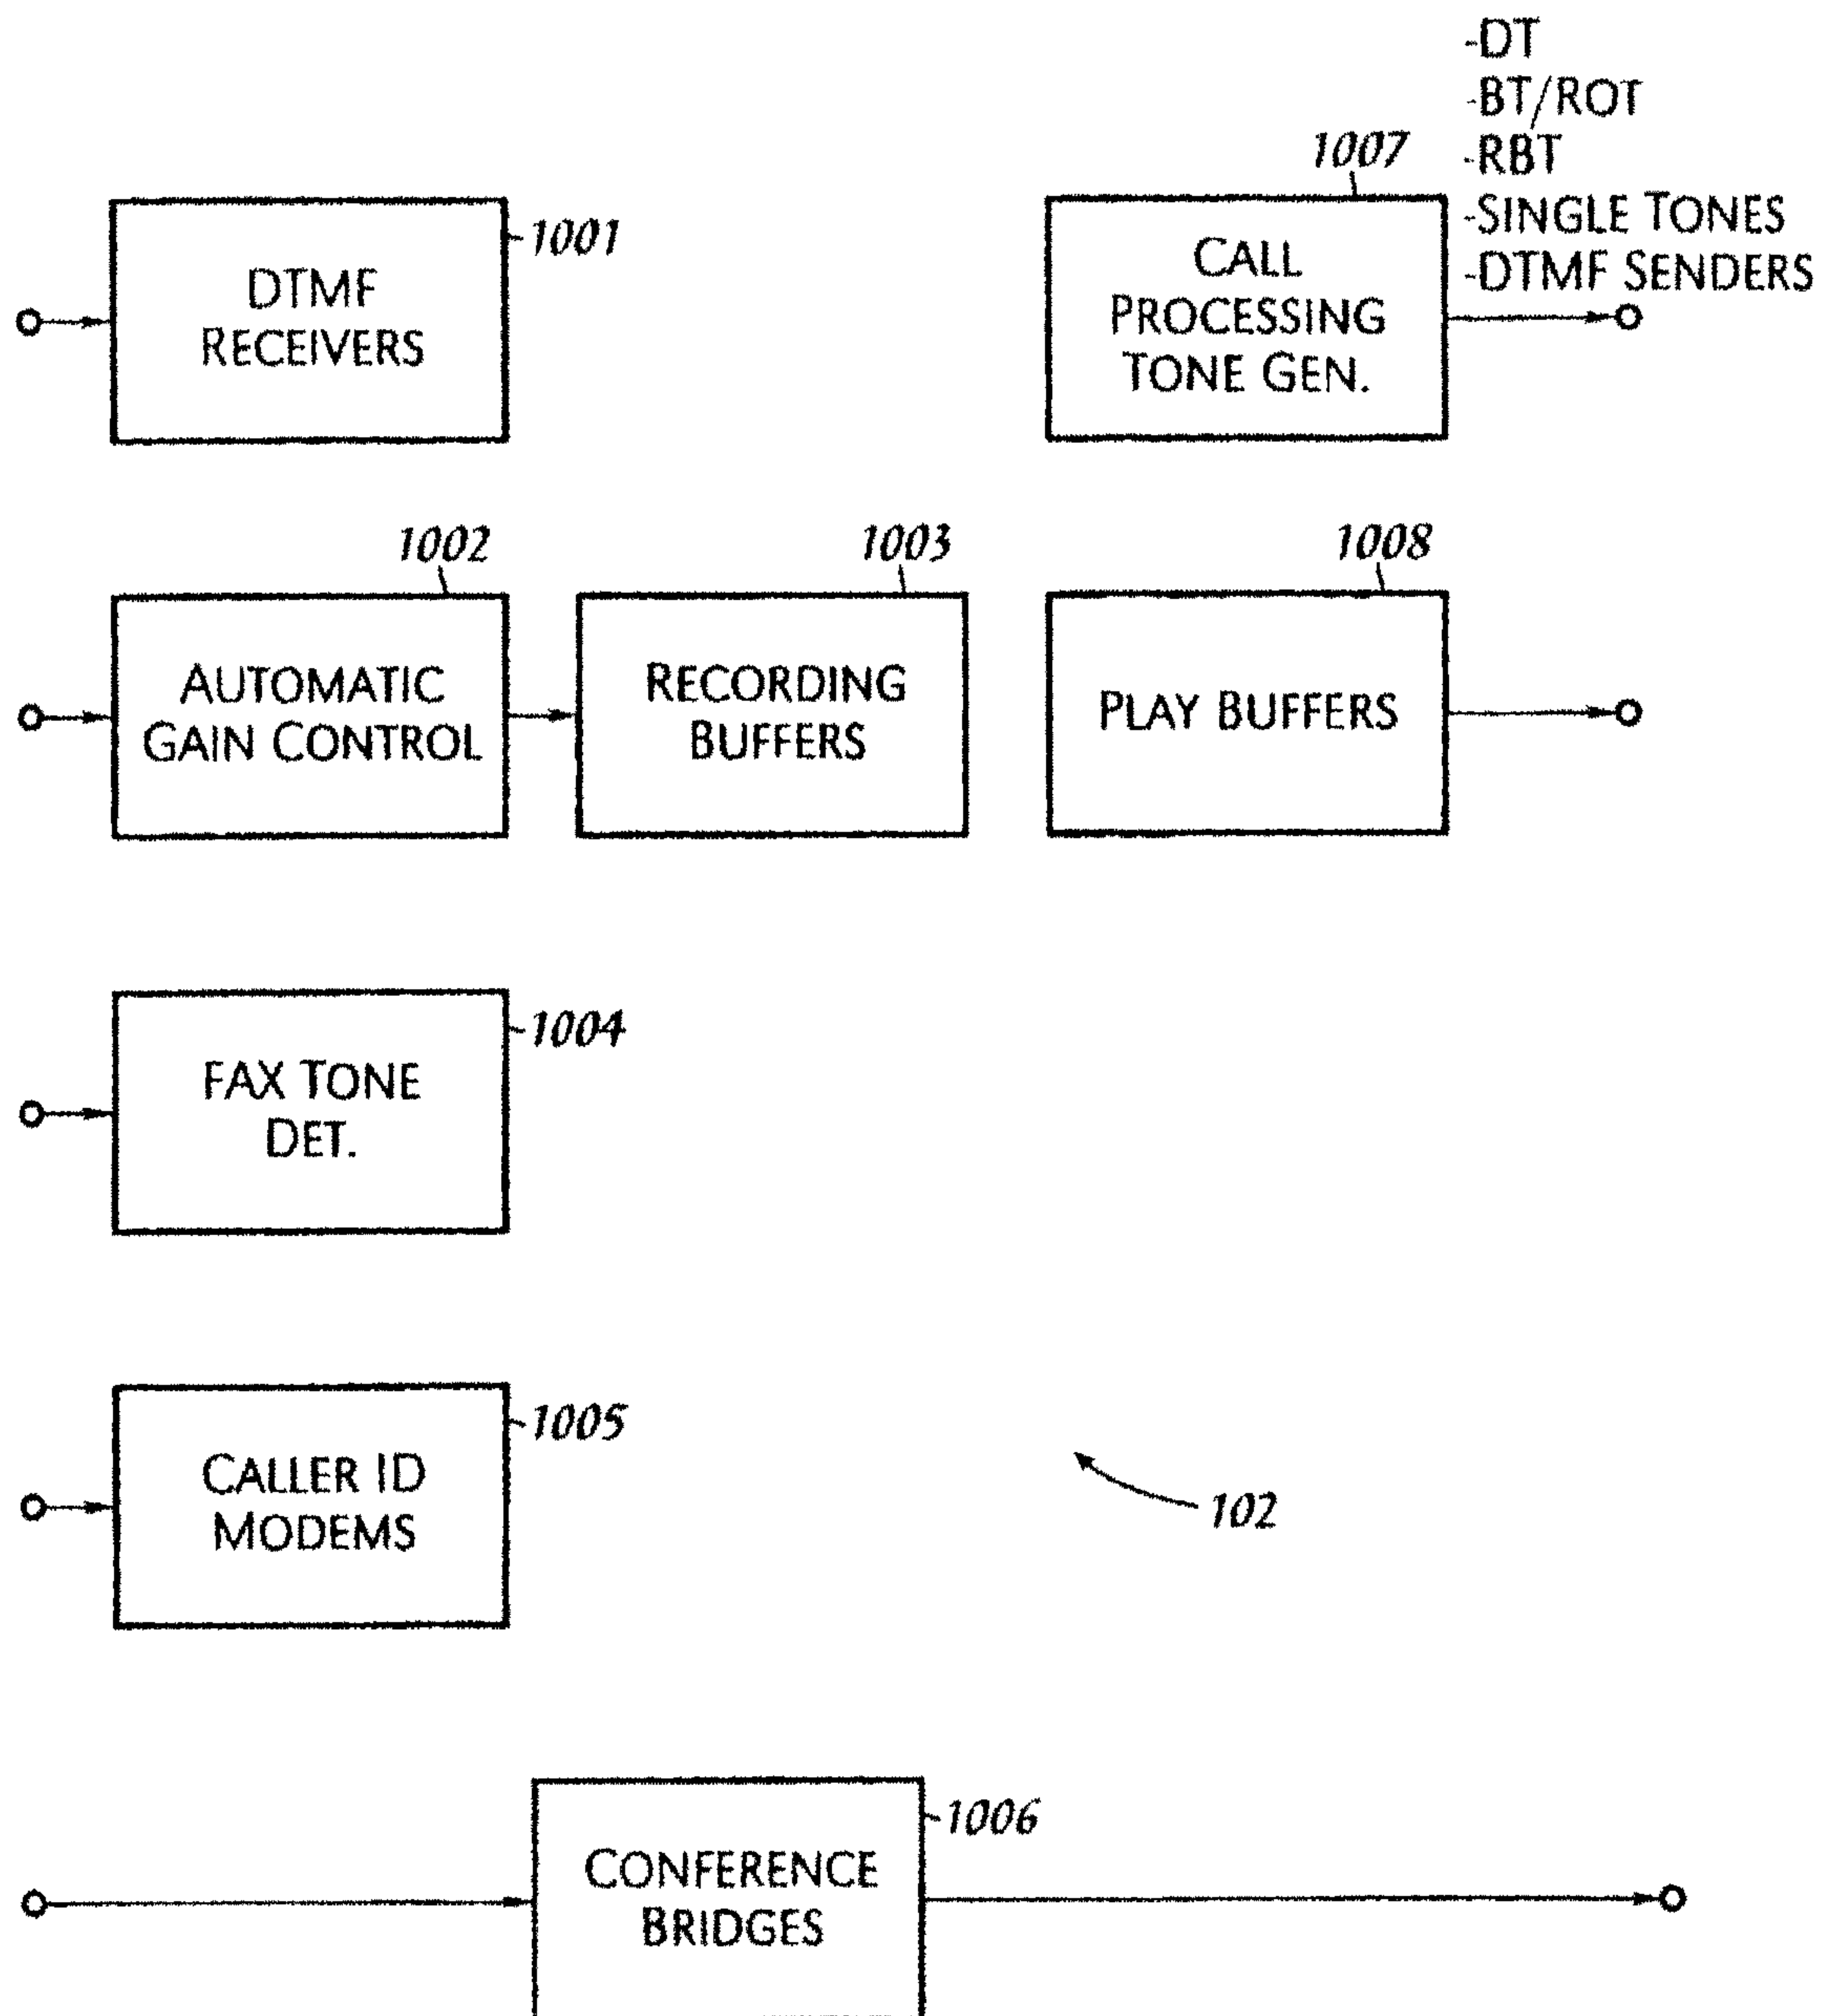 -DT
-BT/ROT
-RBT
-SINGLE TONES
-DTMF SENDERS
1007
1001
DTMF
RECEIVERS
CALL
PROCESSING
TONE GEN.
1002
1003
1008
AUTOMATIC
GAIN CONTROL
RECORDING
BUFFERS
PLAY BUFFERS
1004
FAX TONE
DET.
1005
CALLER ID
MODEMS
102
1006
CONFERENCE
BRIDGES